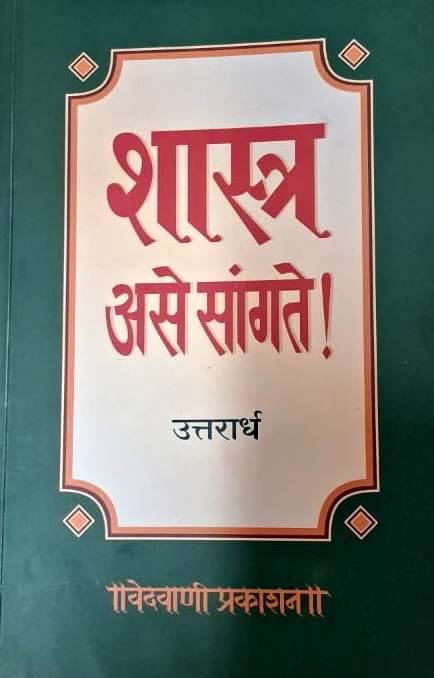 शास्त्र
असे सांगते!
उत्तरार्ध
॥वेदवाणी प्रकाशन॥